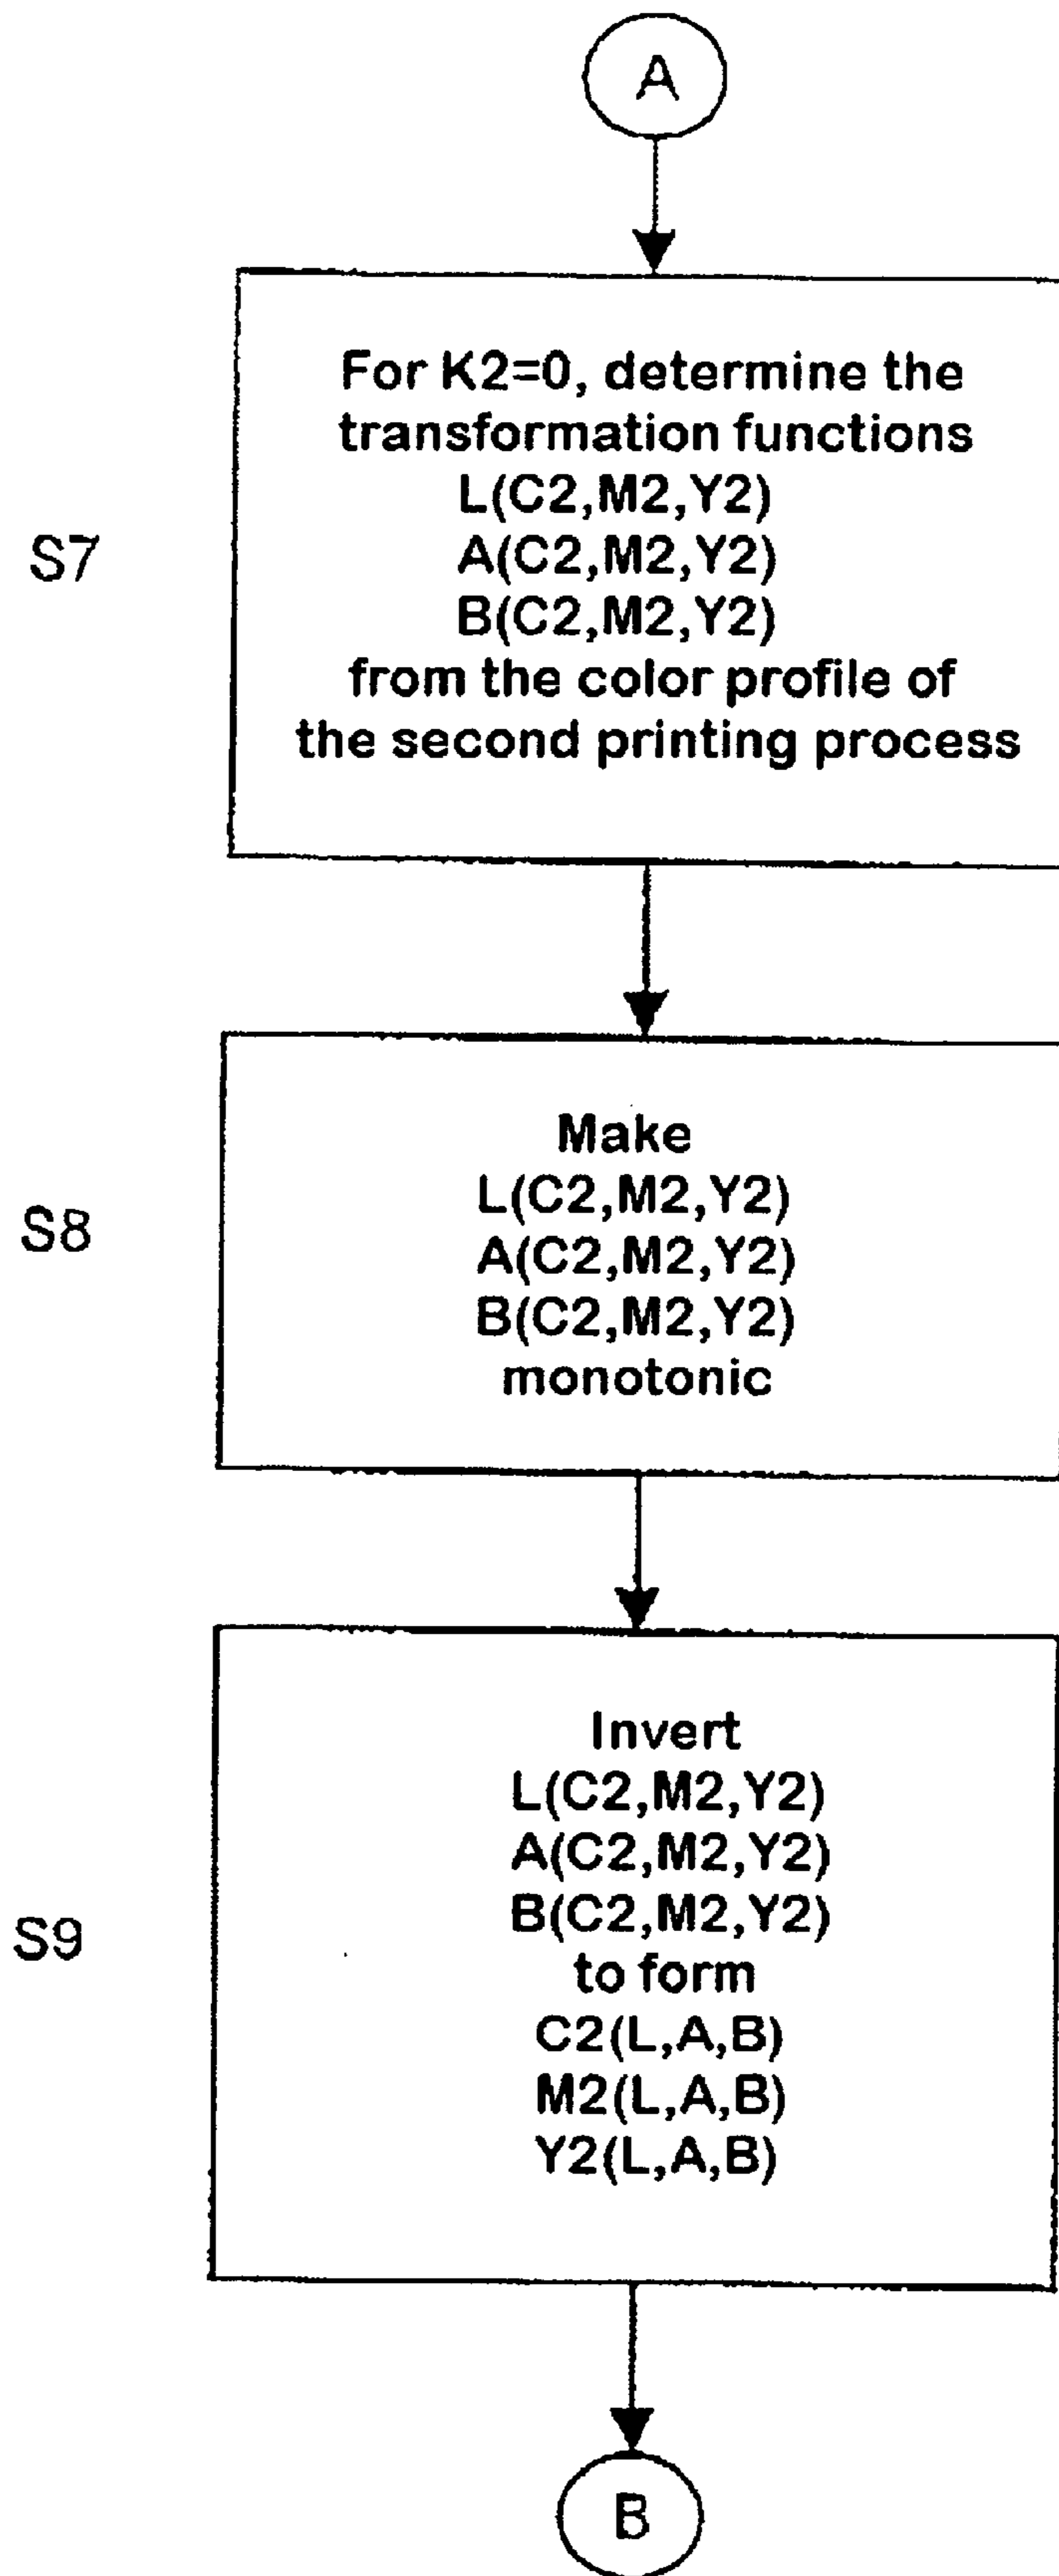 A
For K2=0, determine the
transformation functions
L(C2,M2,Y2)
A(C2,M2,Y2)
B(C2,M2,Y2)
from the color profile of
the second printing process
S7
Make
L(C2,M2,Y2)
A(C2,M2,Y2)
B(C2,M2,Y2)
monotonic
S8
Invert
L(C2,M2,Y2)
A(C2,M2,Y2)
B(C2,M2,Y2)
to form
C2(L,A,B)
M2(L,A,B)
Y2(L,A,B)
S9
B